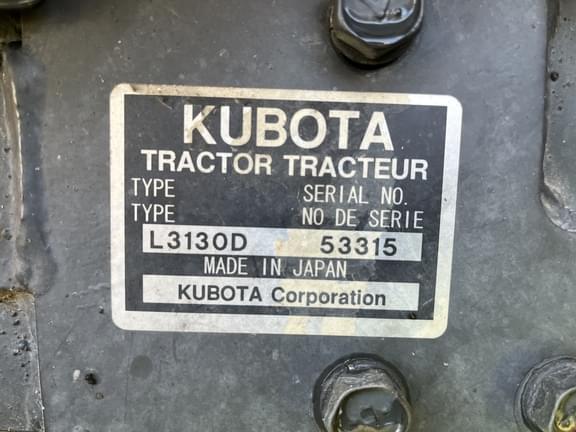 KUBOTA
TRACTOR TRACTEUR
TYPE SERIAL NO.
TYPE NO DE SERIE
L3130D 53315
MADE IN JAPAN
KUBOTA Corporation